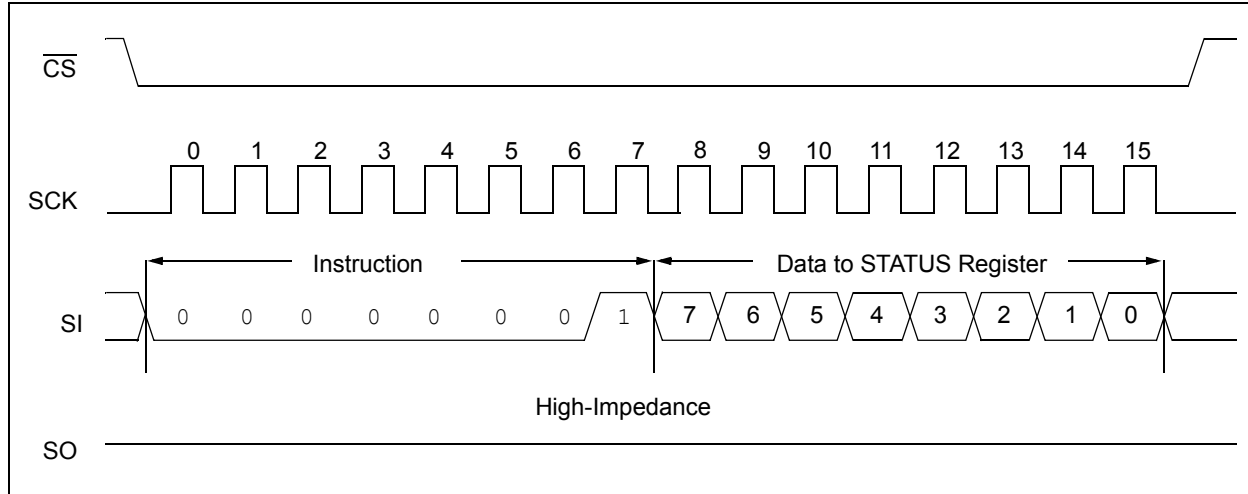 CS
0 1 2 3 4 5 6 7 8 9 10 11 12 13 14 15
SCK
Instruction Data to STATUS Register
SI 0 0 0 0 0 0 0 1 7 6 5 4 3 2 1 0
High-Impedance
SO